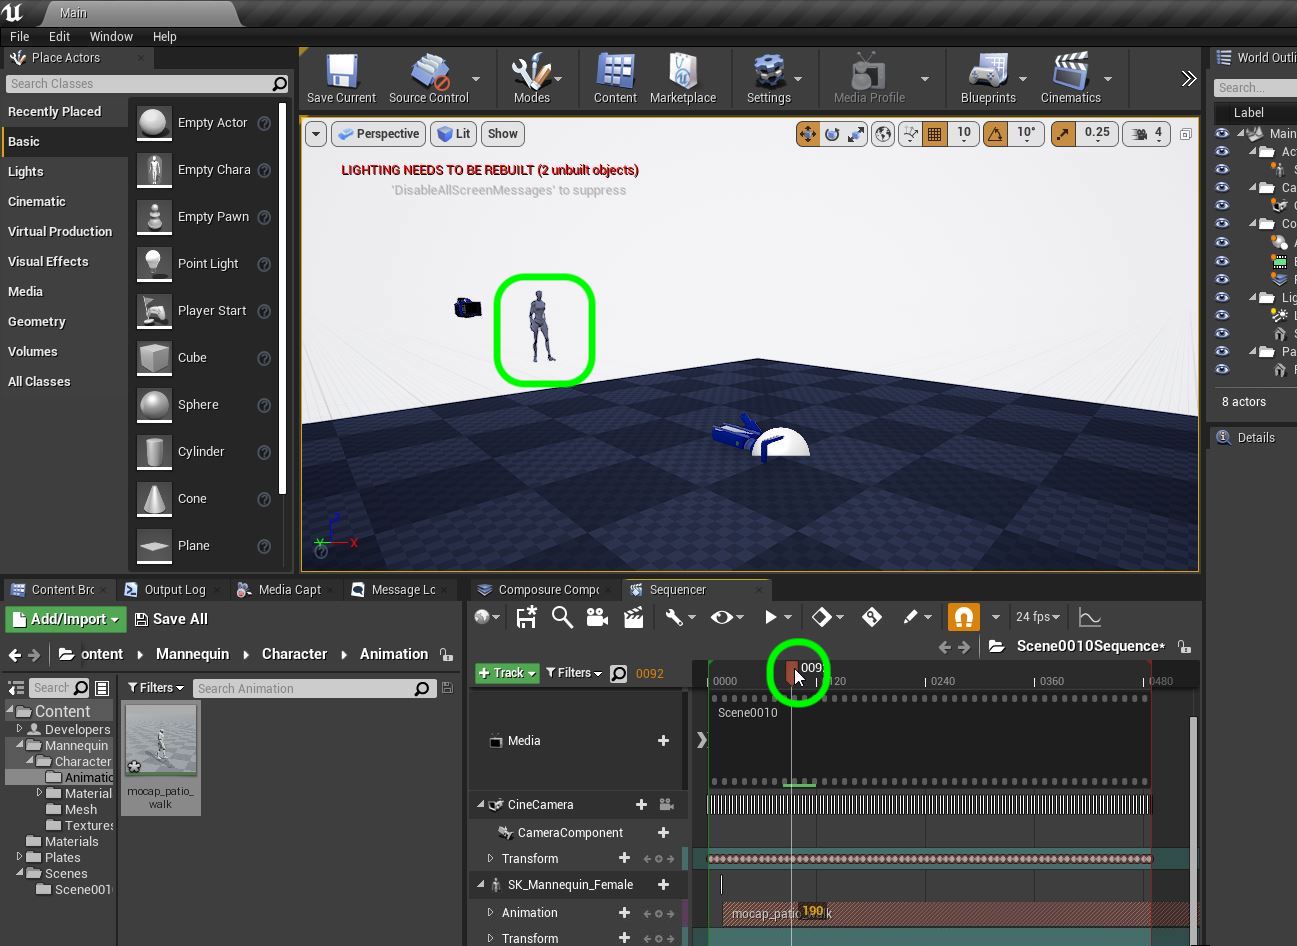 Main
File Edit Window Help
Place Actors
Search Classes
Recently Placed
Basic
Lights
Cinematic
Virtual Production
Visual Effects
Media
Geometry
Volumes
All Classes
Empty Actor
Empty Chara
Empty Pawn
Point Light
Player Start
Cube
Sphere
Cylinder
Cone
Plane
Save Current
Source Control
Modes
Content
Marketplace
Settings
Media Profile
Blueprints
Cinematics
Perspective
Lit
Show
10
10°
0.25
4
LIGHTING NEEDS TO BE REBUILT (2 unbuilt objects)
'DisableAllScreenMessages' to suppress
X
World Outli
Search...
Label
Main
Ac
S
Ca
C
Co
A
Lig
L
S
Pa
8 actors
Details
Content Brc
Output Log
Media Capt
Message Lc
Add/Import
Save All
ontent
Mannequin
Character
Animation
Search
Filters
Search Animation
Content
Developers
Mannequin
Character
Animatic
Material
Mesh
Textures
Materials
Plates
Scenes
Scene001
mocap_patio_
walk
Composure Compo
Sequencer
24 fps
Scene0010Sequence*
Track
Filters
0092
009
0000
120
0240
0360
0480
Scene0010
Media
CineCamera
CameraComponent
Transform
SK_Mannequin_Female
Animation
mocap_patio_walk
190
Transform